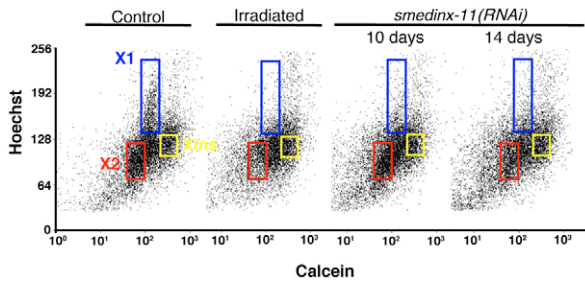 Control Irradiated smedinx-11(RNAi)
10 days 14 days
256
192
128
64
0
Hoechst
X1
X2
Xins
10⁰ 10¹ 10² 10³ 10¹ 10² 10³ 10¹ 10² 10³ 10¹ 10² 10³
Calcein